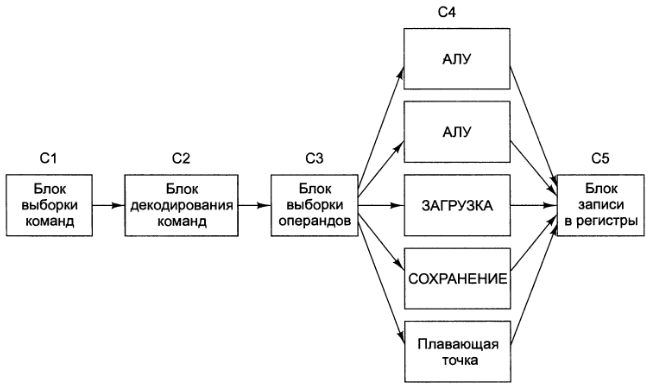 C4
АЛУ
АЛУ
C1
C2
C3
C5
Блок
выборки
команд
Блок
декодирования
команд
Блок
выборки
операндов
ЗАГРУЗКА
Блок
записи
в регистры
СОХРАНЕНИЕ
Плавающая
точка